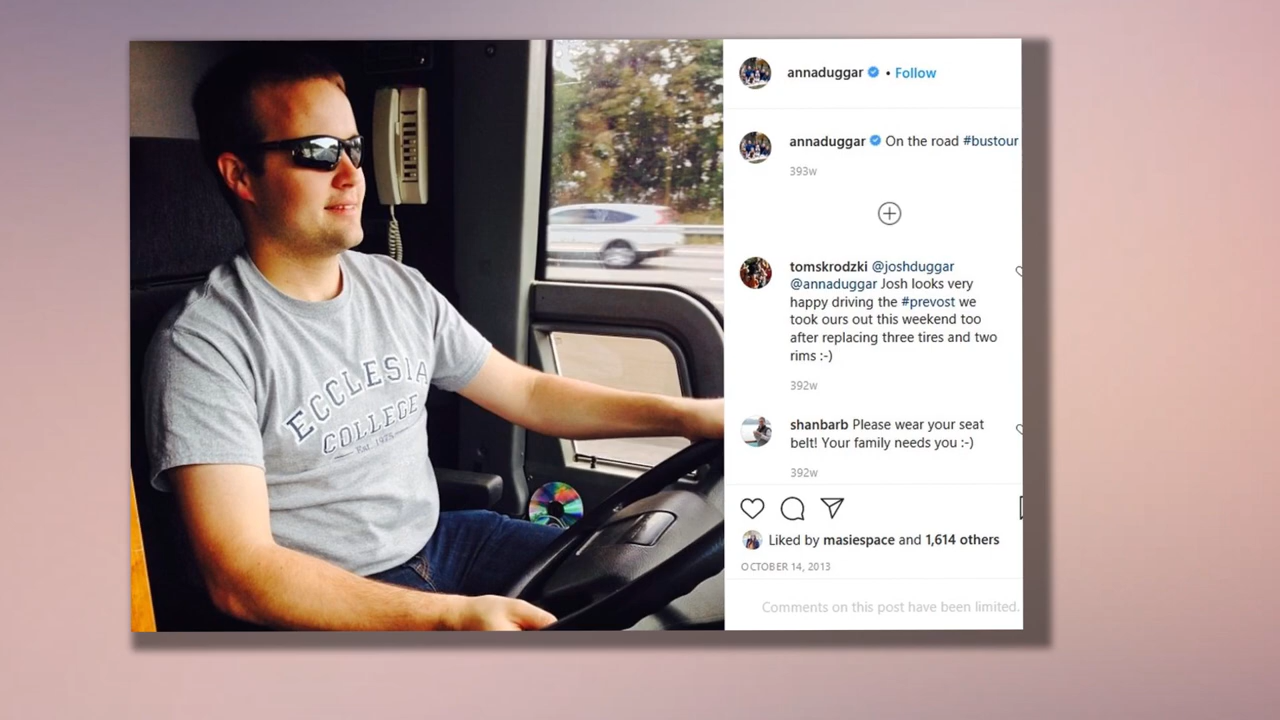 ECCLESIA
COLLEGE
Est. 1975
annaduggar • Follow
annaduggar On the road #bustour
393w
tomskrodzki @joshduggar
@annaduggar Josh looks very
happy driving the #prevost we
took ours out this weekend too
after replacing three tires and two
rims :-)
392w
shanbarb Please wear your seat
belt! Your family needs you :-)
392w
Liked by masiespace and 1,614 others
OCTOBER 14, 2013
Comments on this post have been limited.